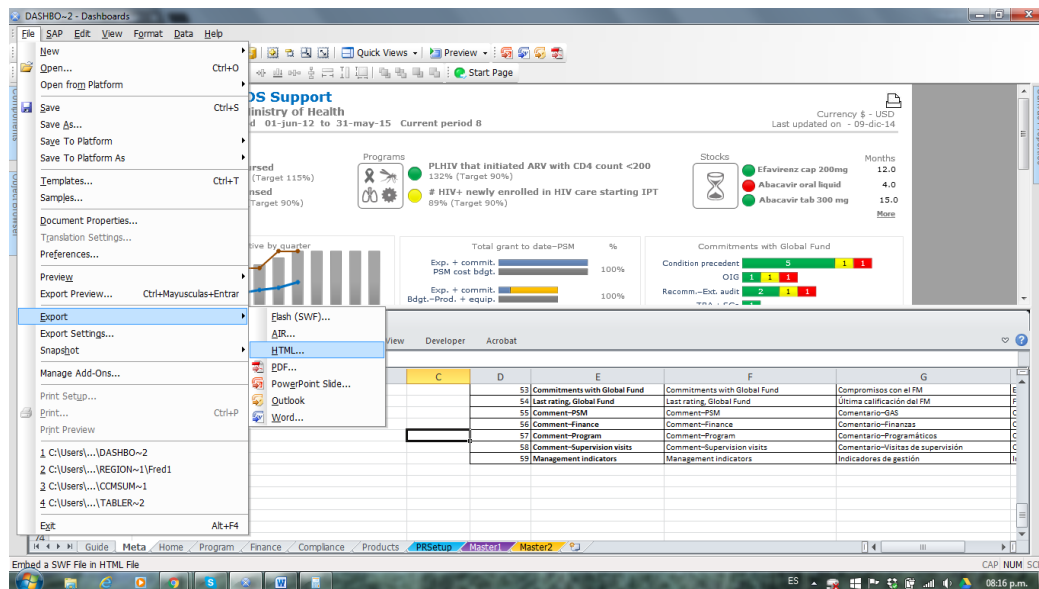 DASHBO~2 - Dashboards
File SAP Edit View Format Data Help
Quick Views Preview
Start Page
New
Open... Ctrl+O
Open from Platform
Save Ctrl+S
Save As...
Save To Platform
Save To Platform As
Templates... Ctrl+T
Samples...
Document Properties...
Translation Settings...
Preferences...
Preview
Export Preview... Ctrl+Mayusculas+Entrar
Export
Export Settings...
Snapshot
Manage Add-Ons...
Print Setup...
Print... Ctrl+P
Print Preview
1 C:\Users\...\DASHBO~2
2 C:\Users\...\REGION~1\Fred1
3 C:\Users\...\CCMSUM~1
4 C:\Users\...\TABLER~2
Exit Alt+F4
Flash (SWF)...
AIR...
HTML...
PDF...
PowerPoint Slide...
Outlook
Word...
Support
of Health
01-jun-12 to 31-may-15 Current period 8
Currency $ - USD
Last updated on - 09-dic-14
(Target 115%)
Target 90%)
Programs
PLHIV that initiated ARV with CD4 count <200
132% (Target 90%)
# HIV+ newly enrolled in HIV care starting IPT
89% (Target 90%)
Stocks
Months
Efavirenz cap 200mg 12.0
Abacavir oral liquid 4.0
Abacavir tab 300 mg 15.0
More
by quarter
Total grant to date-PSM %
Exp. + commit.
PSM cost bdgt.
100%
Exp. + commit.
Bdgt.-Prod. + equip.
100%
Commitments with Global Fund
Condition precedent 5 1 1
OIG 1 1 1
Recomm.-Ext. audit 2 1 1
View Developer Acrobat
C D E F G
53 Commitments with Global Fund Commitments with Global Fund Compromisos con el FM
54 Last rating, Global Fund Last rating, Global Fund Última calificación del FM
55 Comment-PSM Comment-PSM Comentario-GAS
56 Comment-Finance Comment-Finance Comentario-Finanzas
57 Comment-Program Comment-Program Comentario-Programáticos
58 Comment-Supervision visits Comment-Supervision visits Comentario-Visitas de supervisión
59 Management indicators Management indicators Indicadores de gestión
74
Guide Meta Home Program Finance Compliance Products PRSetup Master1 Master2
Embed a SWF File in HTML File
CAP NUM
ES
08:16 p.m.